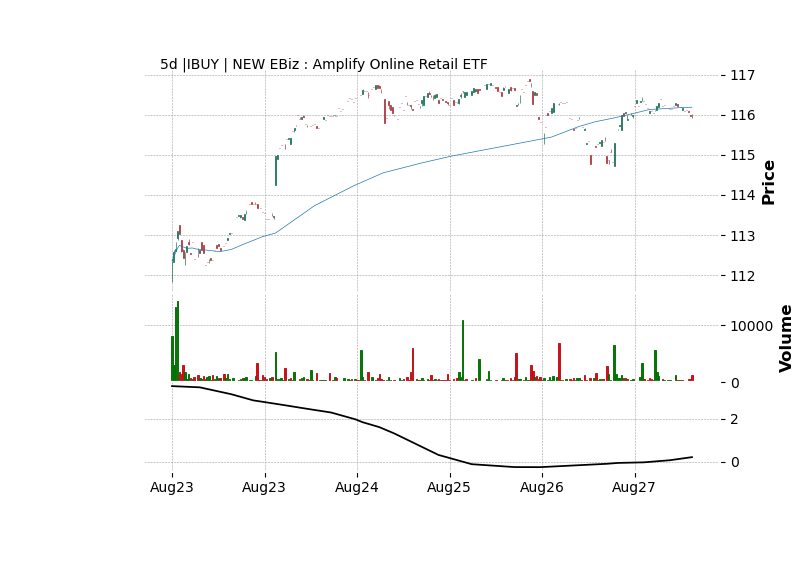 5d |IBUY | NEW EBiz : Amplify Online Retail ETF
117
116
115
114
113
112
Price
10000
0
Volume
2
0
Aug23 Aug23 Aug24 Aug25 Aug26 Aug27